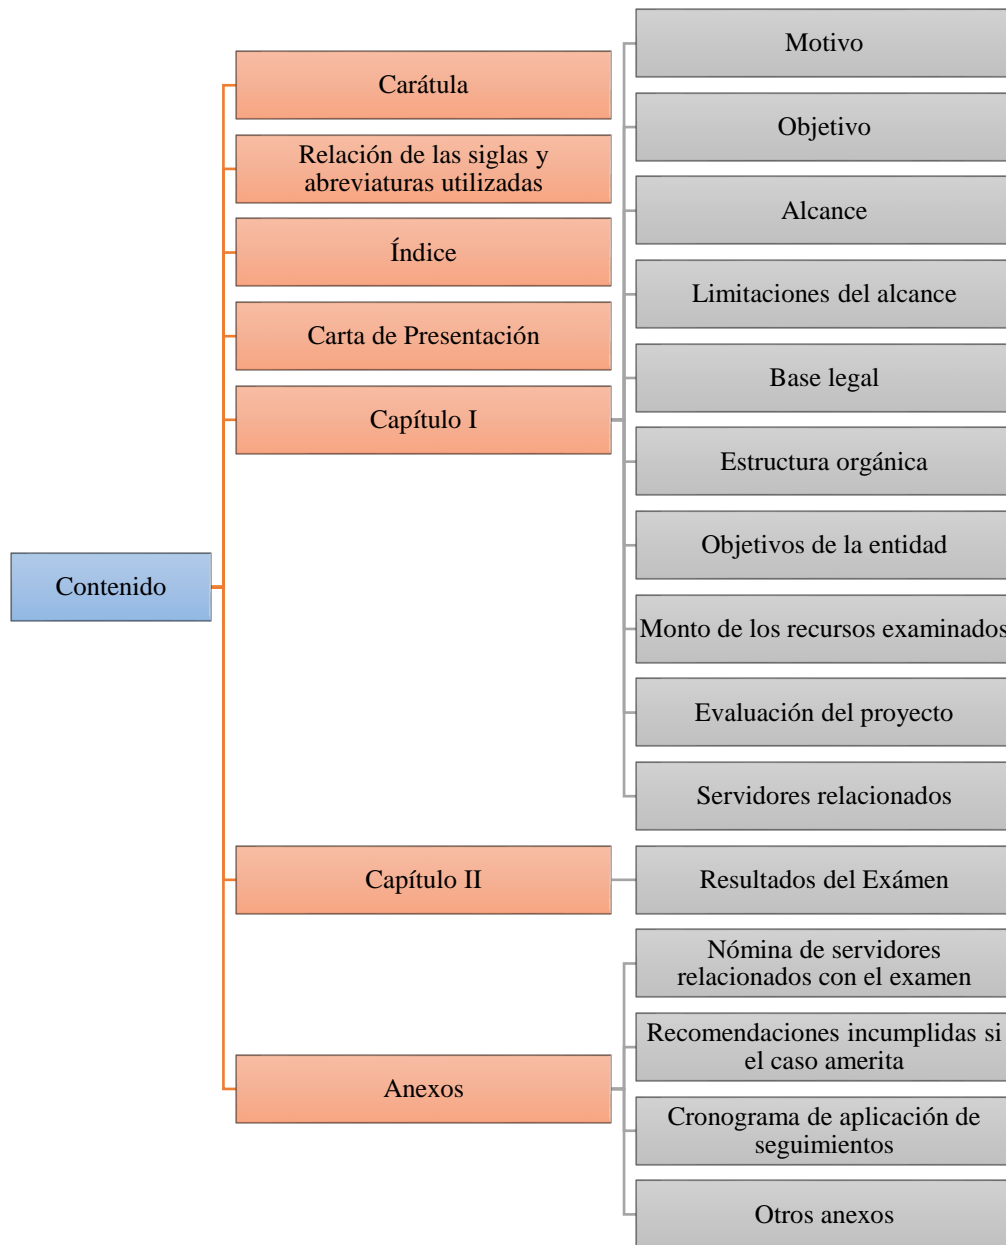 Contenido
Carátula
Relación de las siglas y
abreviaturas utilizadas
Índice
Carta de Presentación
Capítulo I
Motivo
Objetivo
Alcance
Limitaciones del alcance
Base legal
Estructura orgánica
Objetivos de la entidad
Monto de los recursos examinados
Evaluación del proyecto
Servidores relacionados
Capítulo II
Resultados del Exámen
Anexos
Nómina de servidores
relacionados con el examen
Recomendaciones incumplidas si
el caso amerita
Cronograma de aplicación de
seguimientos
Otros anexos